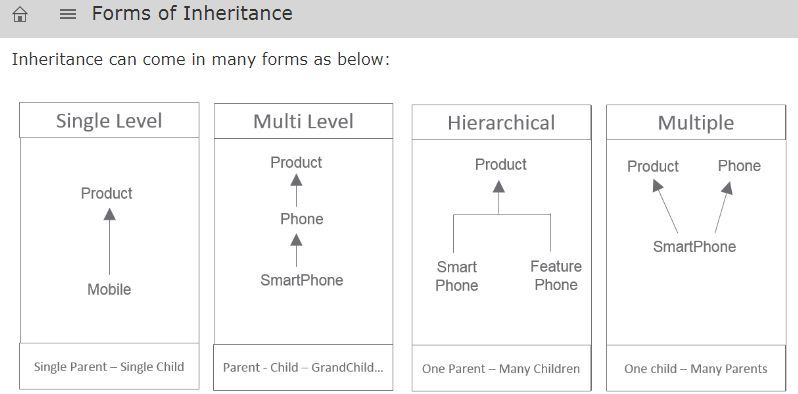 Forms of Inheritance
Inheritance can come in many forms as below:
Single Level
Product
Mobile
Single Parent – Single Child
Multi Level
Product
Phone
SmartPhone
Parent - Child – GrandChild...
Hierarchical
Product
Smart
Phone
Feature
Phone
One Parent – Many Children
Multiple
Product
Phone
SmartPhone
One child – Many Parents